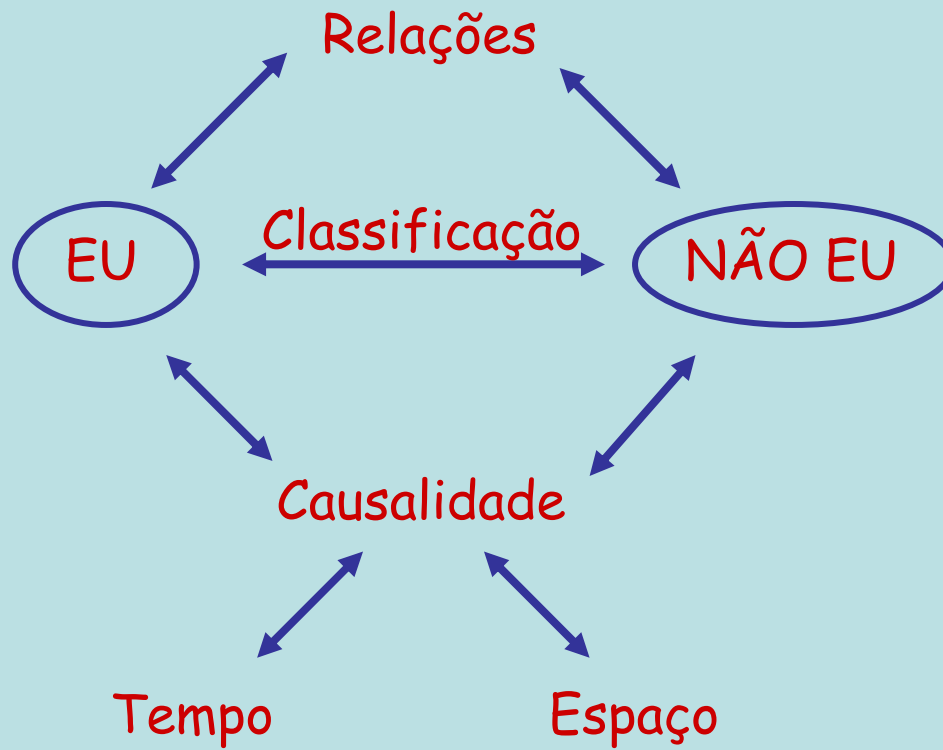 Relações
Classificação
EU
NÃO EU
Causalidade
Tempo
Espaço